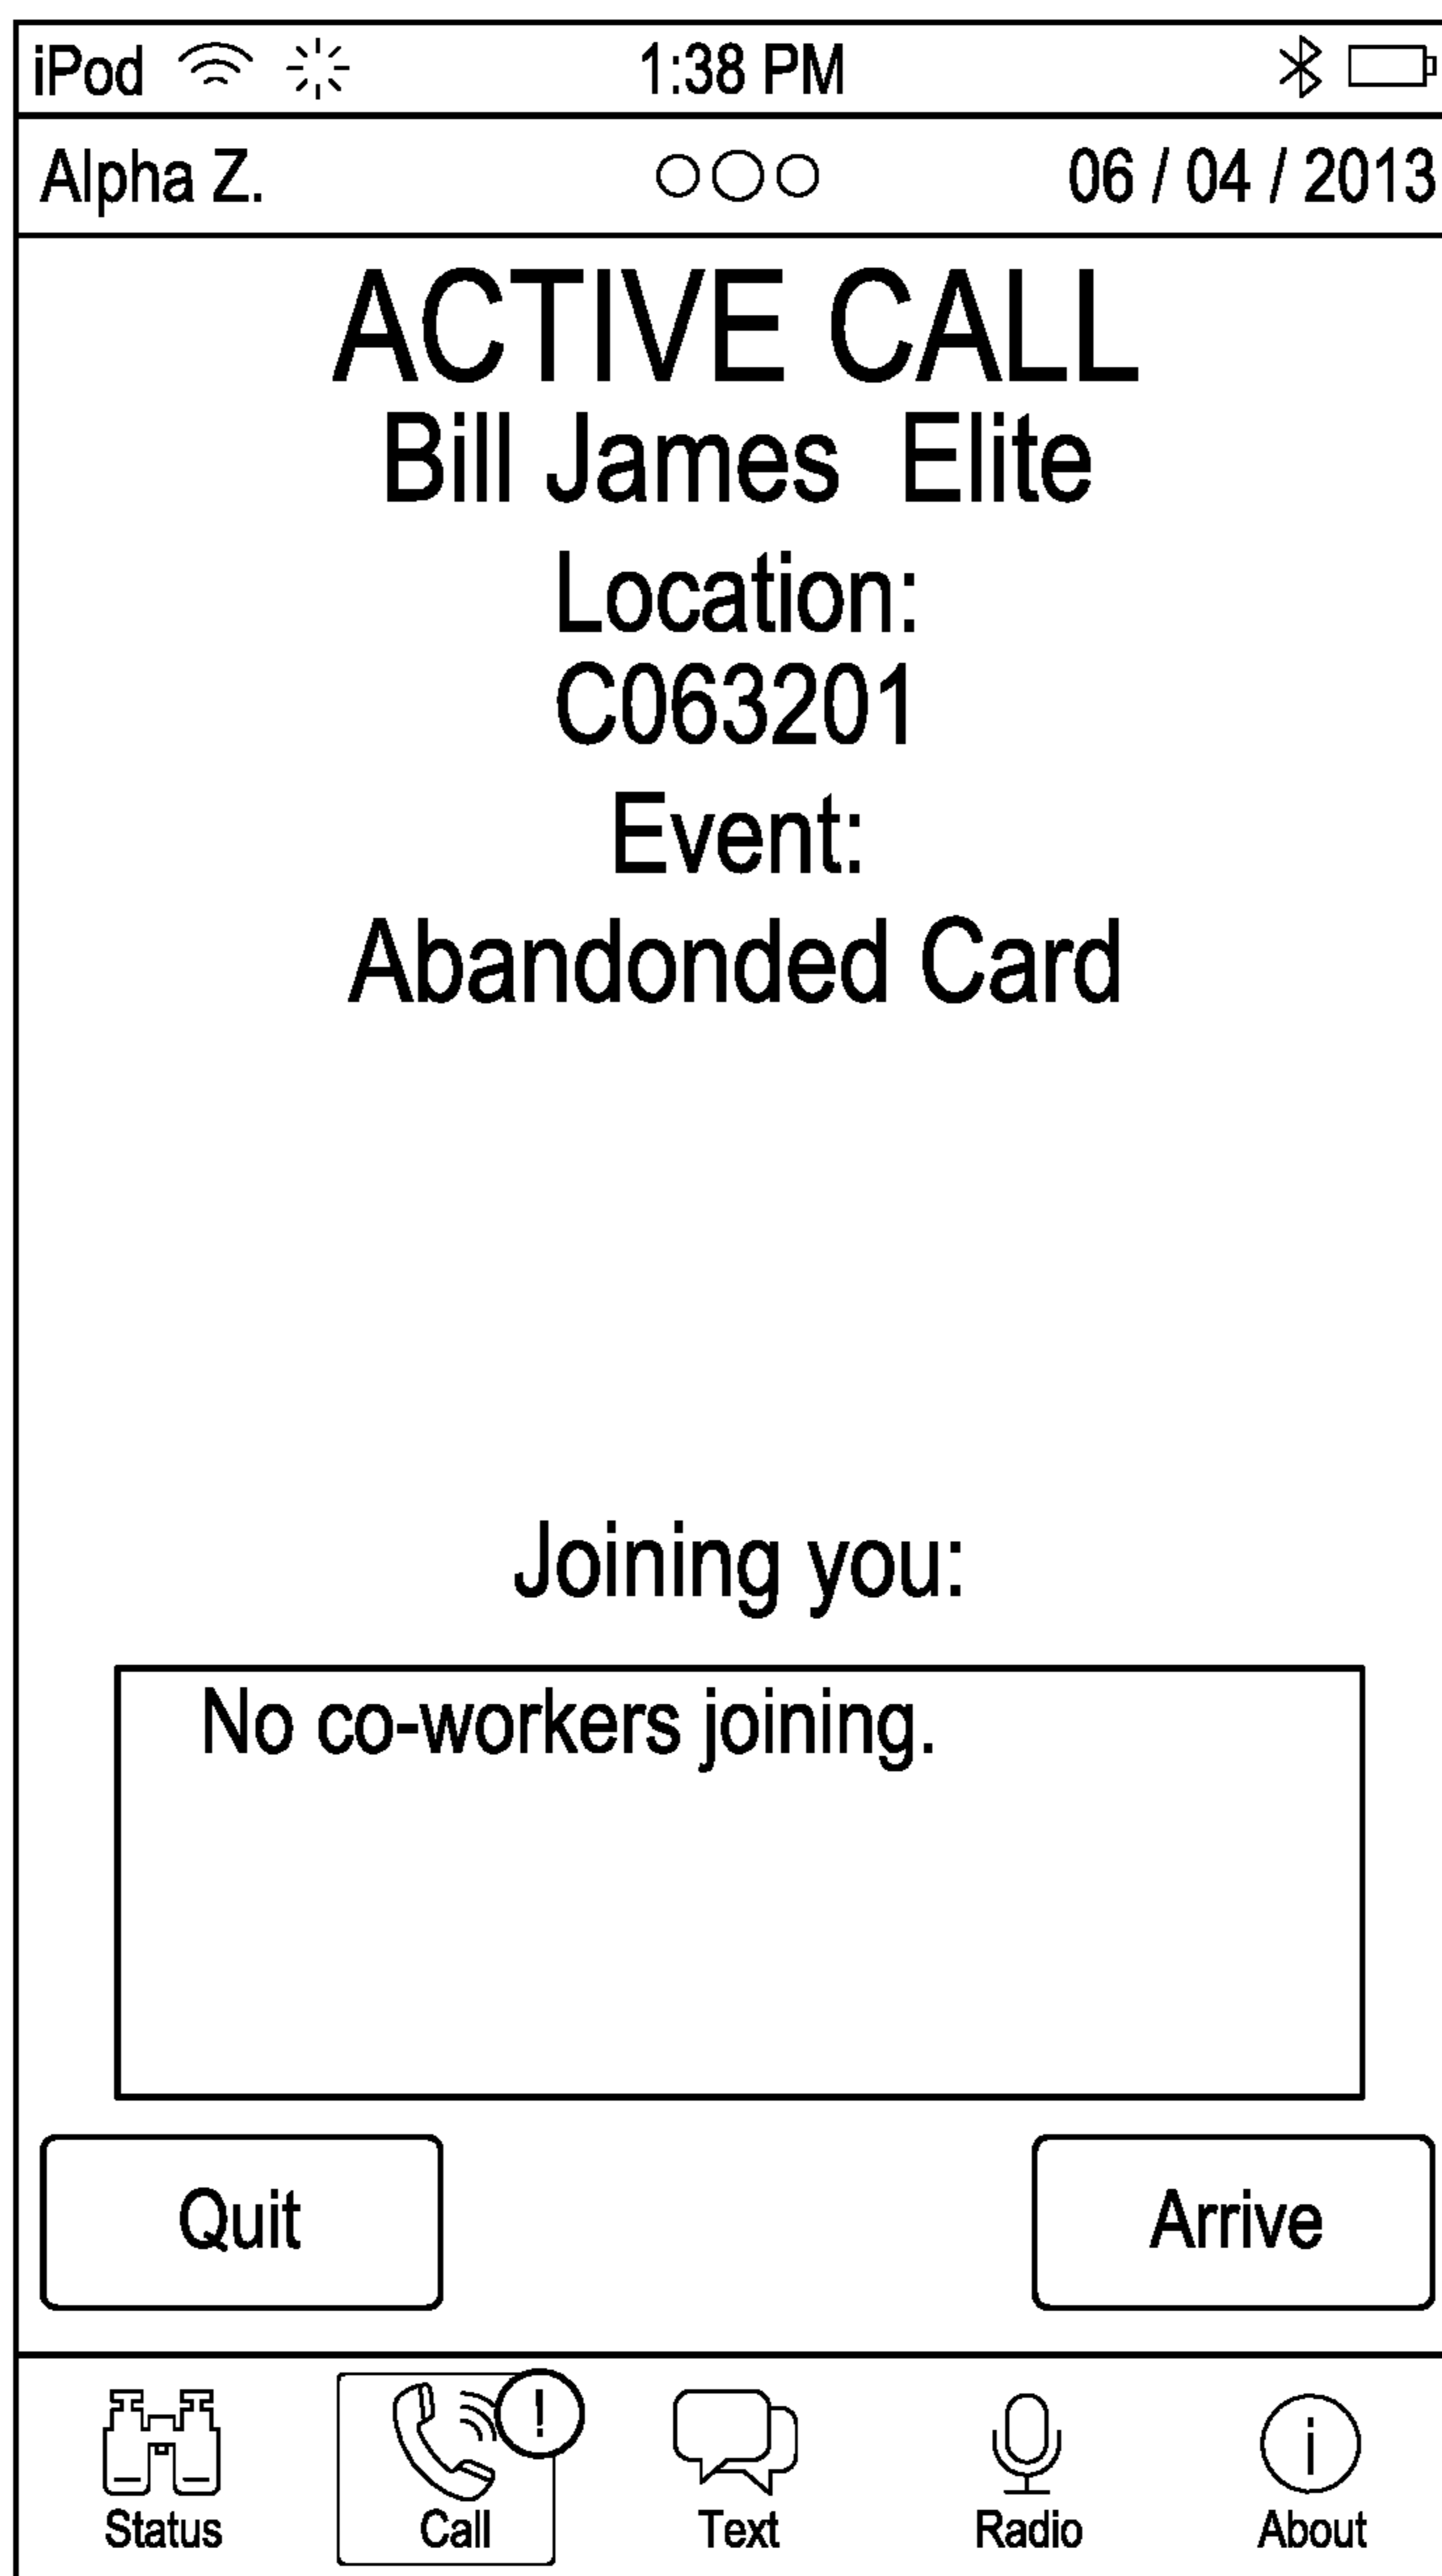 iPod 1:38 PM
Alpha Z. 06 / 04 / 2013
ACTIVE CALL
Bill James Elite
Location:
C063201
Event:
Abandonded Card
Joining you:
No co-workers joining.
Quit Arrive
! i
Status Call Text Radio About